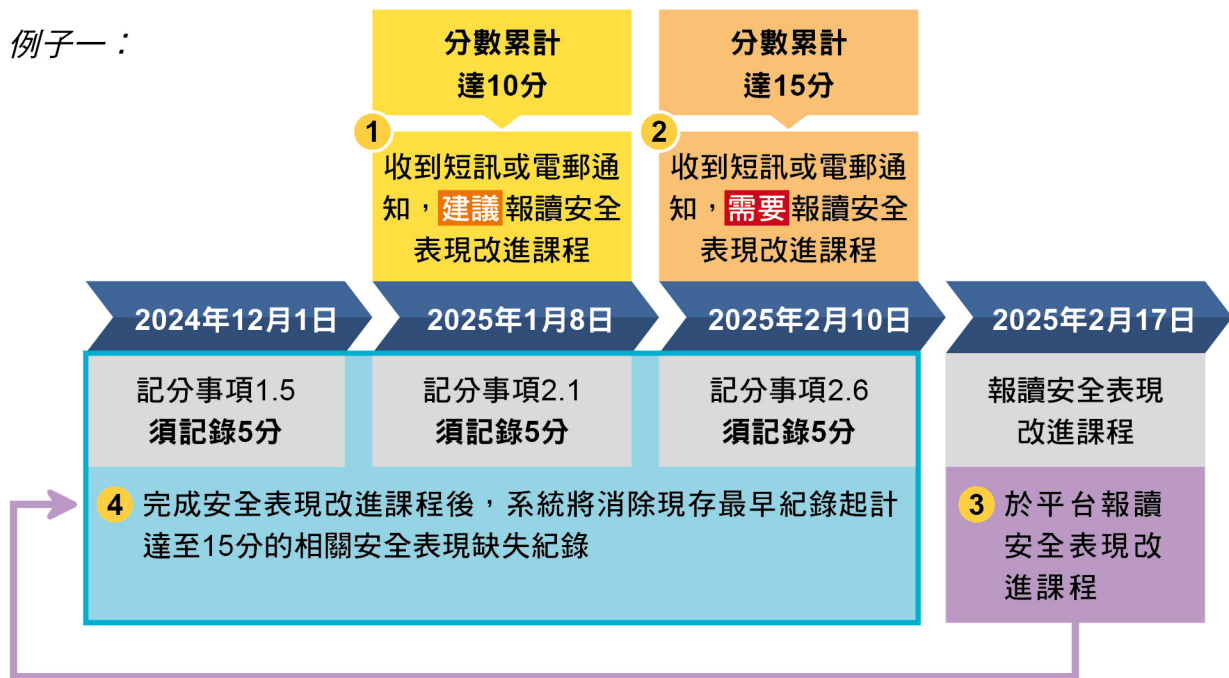 例子一：
分數累計
達10分
分數累計
達15分
1
收到短訊或電郵通
知，建議報讀安全
表現改進課程
2
收到短訊或電郵通
知，需要報讀安全
表現改進課程
2024年12月1日
2025年1月8日
2025年2月10日
2025年2月17日
記分事項1.5
須記錄5分
記分事項2.1
須記錄5分
記分事項2.6
須記錄5分
報讀安全表現
改進課程
4 完成安全表現改進課程後，系統將消除現存最早紀錄起計
達至15分的相關安全表現缺失紀錄
3 於平台報讀
安全表現改
進課程